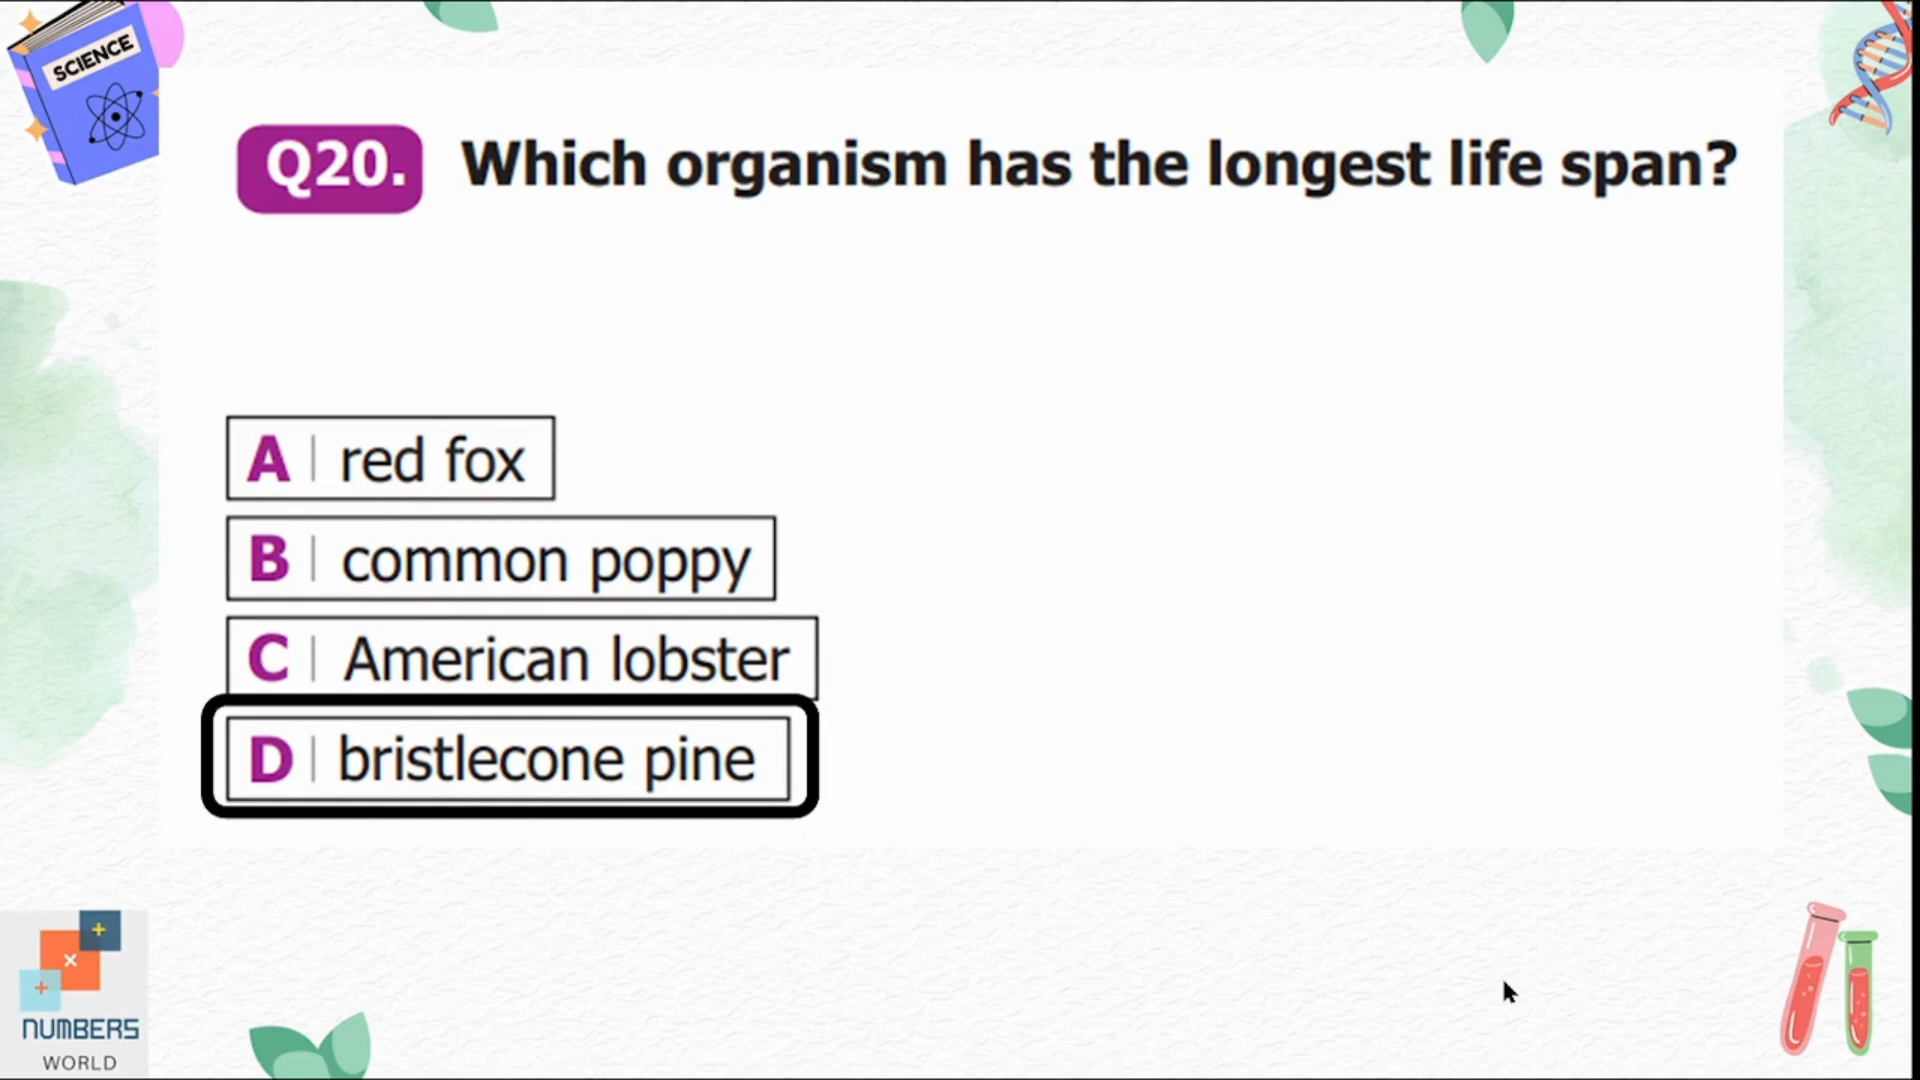 SCIENCE
Q20. Which organism has the longest life span?
A red fox
B common poppy
C American lobster
D bristlecone pine
NUMBERS
WORLD